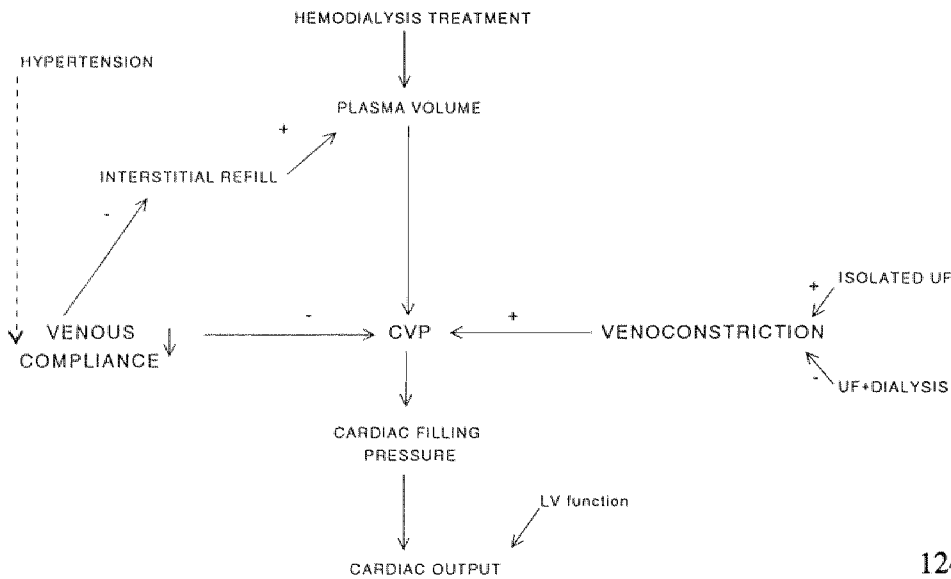 HEMODIALYSIS TREATMENT
HYPERTENSION
PLASMA VOLUME
+
INTERSTITIAL REFILL
-
ISOLATED UF
+
-
+
VENOUS
COMPLIANCE
CVP
VENOCONSTRICTION
-
UF+DIALYSIS
CARDIAC FILLING
PRESSURE
LV function
CARDIAC OUTPUT
12